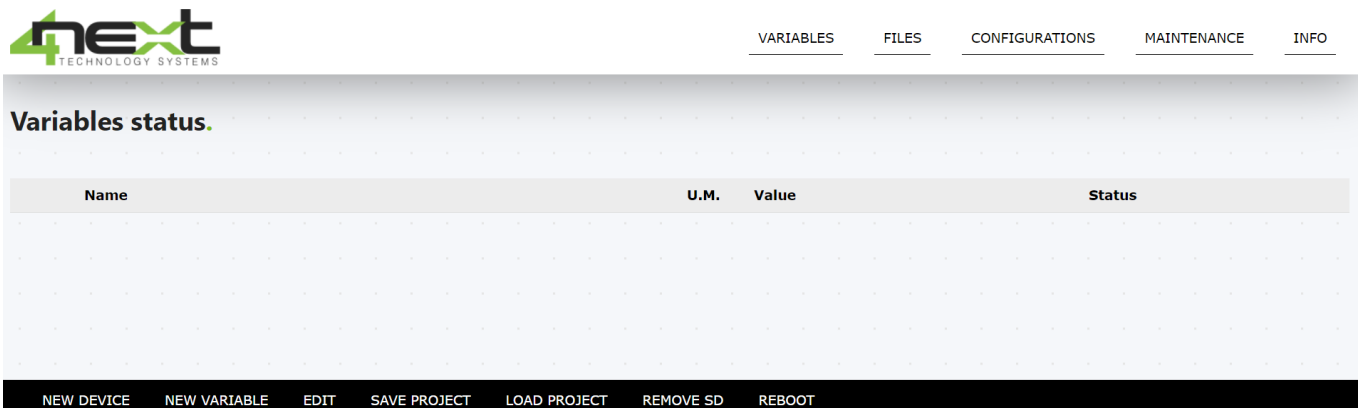 4next
TECHNOLOGY SYSTEMS
VARIABLES FILES CONFIGURATIONS MAINTENANCE INFO
Variables status.
Name U.M. Value Status
NEW DEVICE NEW VARIABLE EDIT SAVE PROJECT LOAD PROJECT REMOVE SD REBOOT